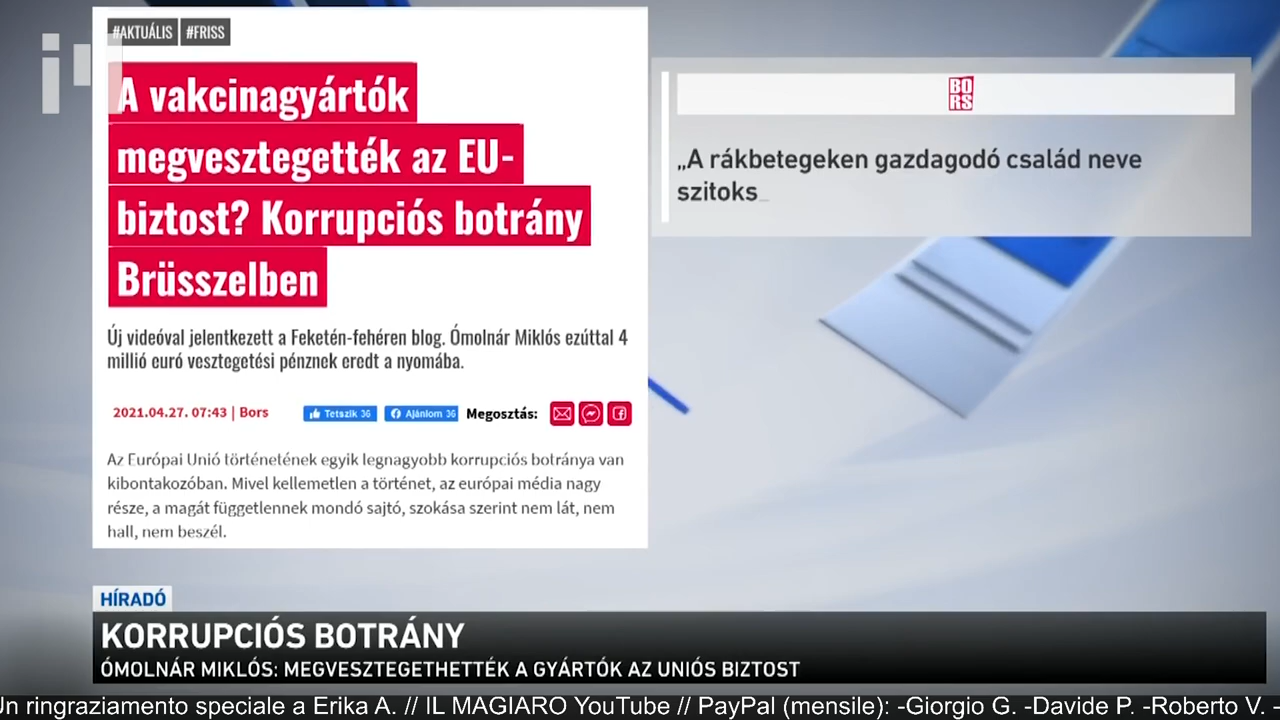 #AKTUÁLIS #FRISS
A vakcinagyártók
megvesztegették az EU-
biztost? Korrupciós botrány
Brüsszelben
Új videóval jelentkezett a Feketén-fehéren blog. Ómolnár Miklós ezúttal 4
millió euró vesztegetési pénznek eredt a nyomába.
2021.04.27. 07:43 | Bors Tetszik 36 Ajánlom 36 Megosztás:
Az Európai Unió történetének egyik legnagyobb korrupciós botránya van
kibontakozóban. Mivel kellemetlen a történet, az európai média nagy
része, a magát függetlennek mondó sajtó, szokása szerint nem lát, nem
hall, nem beszél.
BO
RS
„A rákbetegeken gazdagodó család neve
szitoks_
HÍRADÓ
KORRUPCIÓS BOTRÁNY
ÓMOLNÁR MIKLÓS: MEGVESZTEGETHETTÉK A GYÁRTÓK AZ UNIÓS BIZTOST
Un ringraziamento speciale a Erika A. // IL MAGIARO YouTube // PayPal (mensile): -Giorgio G. -Davide P. -Roberto V. -